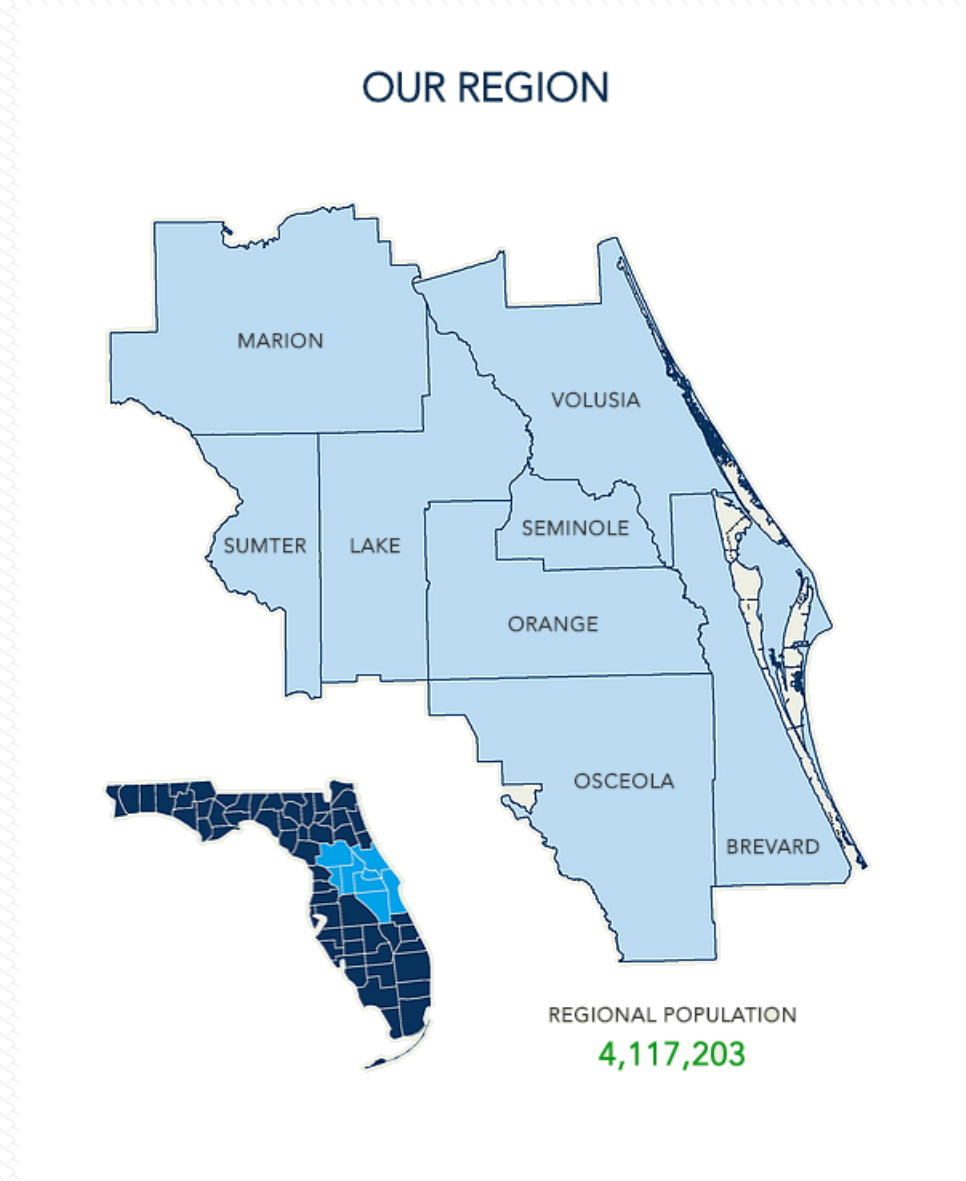 OUR REGION
MARION
VOLUSIA
SEMINOLE
SUMTER
LAKE
ORANGE
OSCEOLA
BREVARD
REGIONAL POPULATION
4,117,203